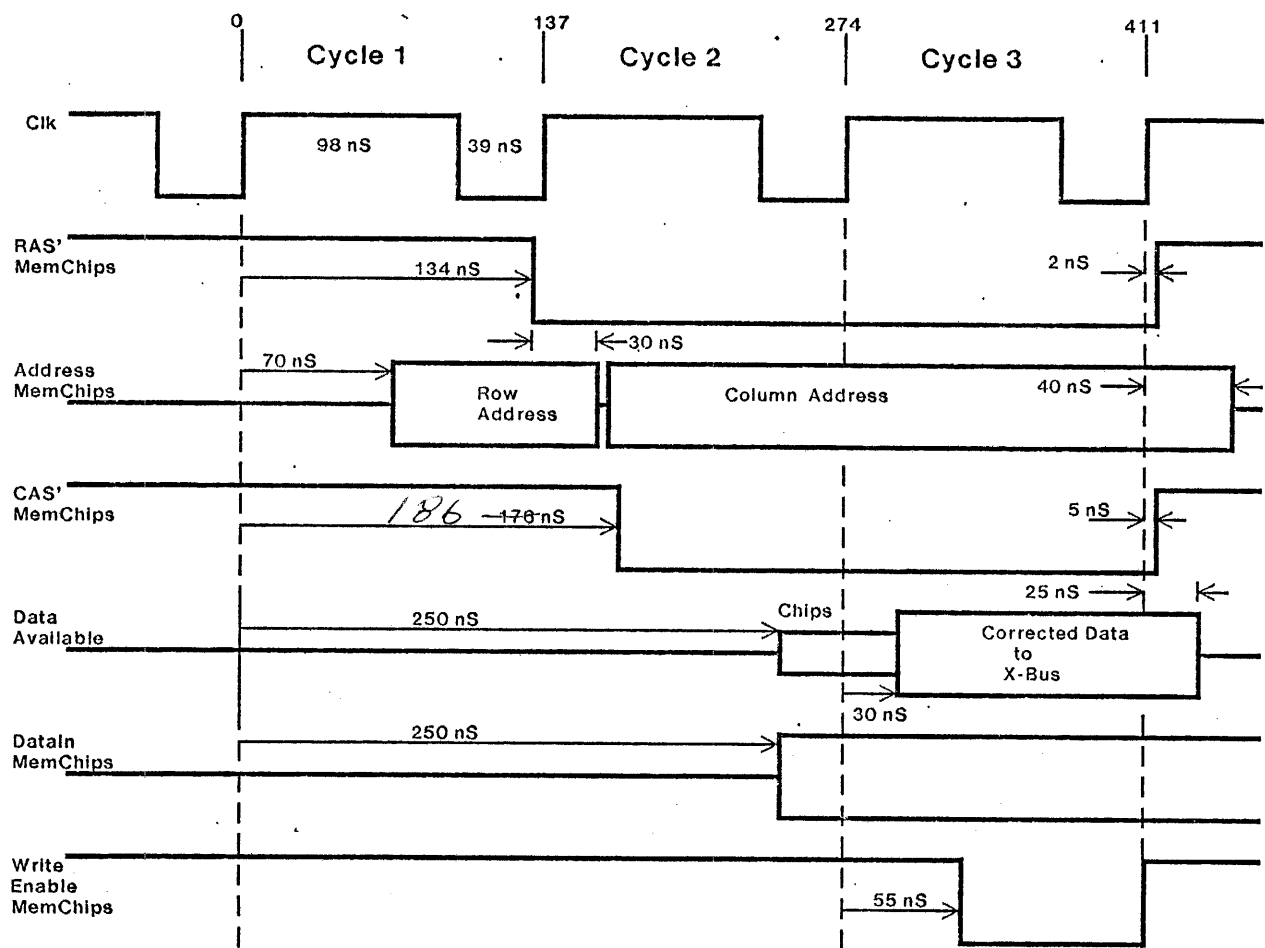 0 137 274 411
Cycle 1 Cycle 2 Cycle 3
Clk
98 nS 39 nS
RAS'
MemChips
134 nS
2 nS
30 nS
Address
MemChips
70 nS
Row
Address
Column Address
40nS
CAS'
MemChips
186 176 nS
5 nS
25 nS
Data
Available
250 nS
Chips
Corrected Data
to
X-Bus
30 nS
DataIn
MemChips
250 nS
Write
Enable
MemChips
55 nS